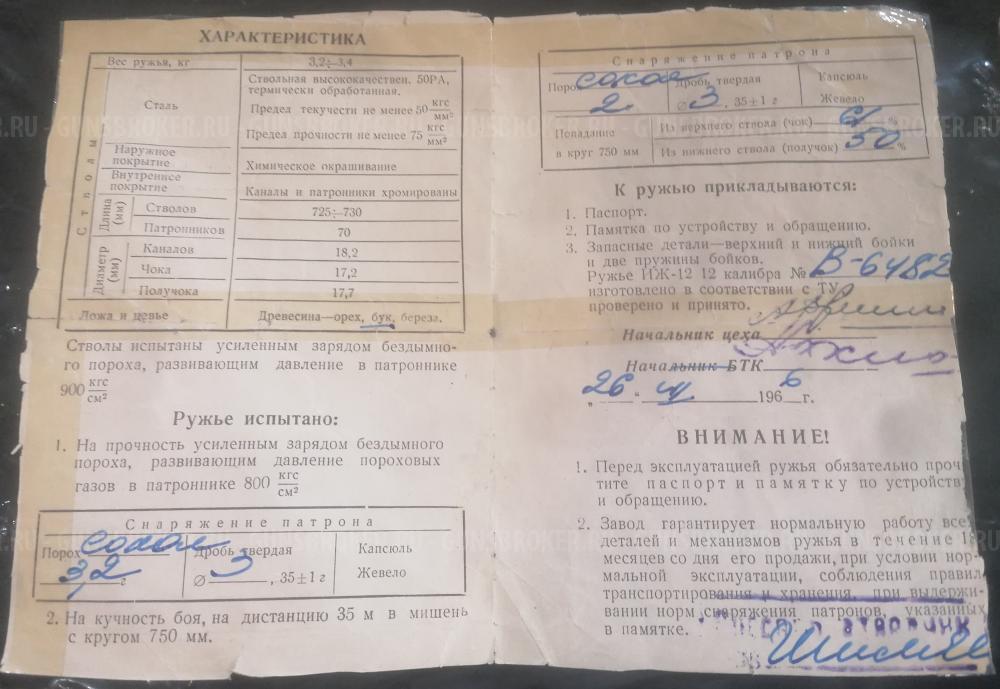 ХАРАКТЕРИСТИКА
Вес ружья, кг 3,2÷3,4
Стволы
Сталь
Ствольная высококачествен. 50РА,
термически обработанная.
Предел текучести не менее 50 кгс/мм²
Предел прочности не менее 75 кгс/мм²
Наружное
покрытие Химическое окрашивание
Внутреннее
покрытие Каналы и патронники хромированы
Длина (мм)
Стволов 725÷730
Патронников 70
Диаметр (мм)
Каналов 18,2
Чока 17,2
Получока 17,7
Ложа и цевье Древесина—орех, бук, береза.
Стволы испытаны усиленным зарядом бездымно-
го пороха, развивающим давление в патроннике
900 кгс/см²
Ружье испытано:
1. На прочность усиленным зарядом бездымного
пороха, развивающим давление пороховых
газов в патроннике 800 кгс/см²
Снаряжение патрона
Порох сокол Дробь твердая Капсюль
3,2 г ∅ 3, 35±1 г Жевело
2. На кучность боя, на дистанцию 35 м в мишень
с кругом 750 мм.
Снаряжение патрона
Порох сокол Дробь твердая Капсюль
2 ∅ 3, 35±1 г Жевело
Попадание
в круг 750 мм
Из верхнего ствола (чок) %
Из нижнего ствола (получок) 50 %
К ружью прикладываются:
1. Паспорт.
2. Памятка по устройству и обращению.
3. Запасные детали—верхний и нижний бойки
и две пружины бойков.
Ружье ИЖ-12 12 калибра № В-6482
изготовлено в соответствии с ТУ,
проверено и принято.
Начальник цеха
Начальник БТК
„26“ 1966 г.
ВНИМАНИЕ!
1. Перед эксплуатацией ружья обязательно проч
тите паспорт и памятку по устройств
и обращению.
2. Завод гарантирует нормальную работу все
деталей и механизмов ружья в течение 18
месяцев со дня его продажи, при условии нор-
мальной эксплуатации, соблюдения правил
транспортирования и хранения, при выдержи-
вании норм снаряжения патронов, указанных
в памятке.
GUNSBROKER.RU